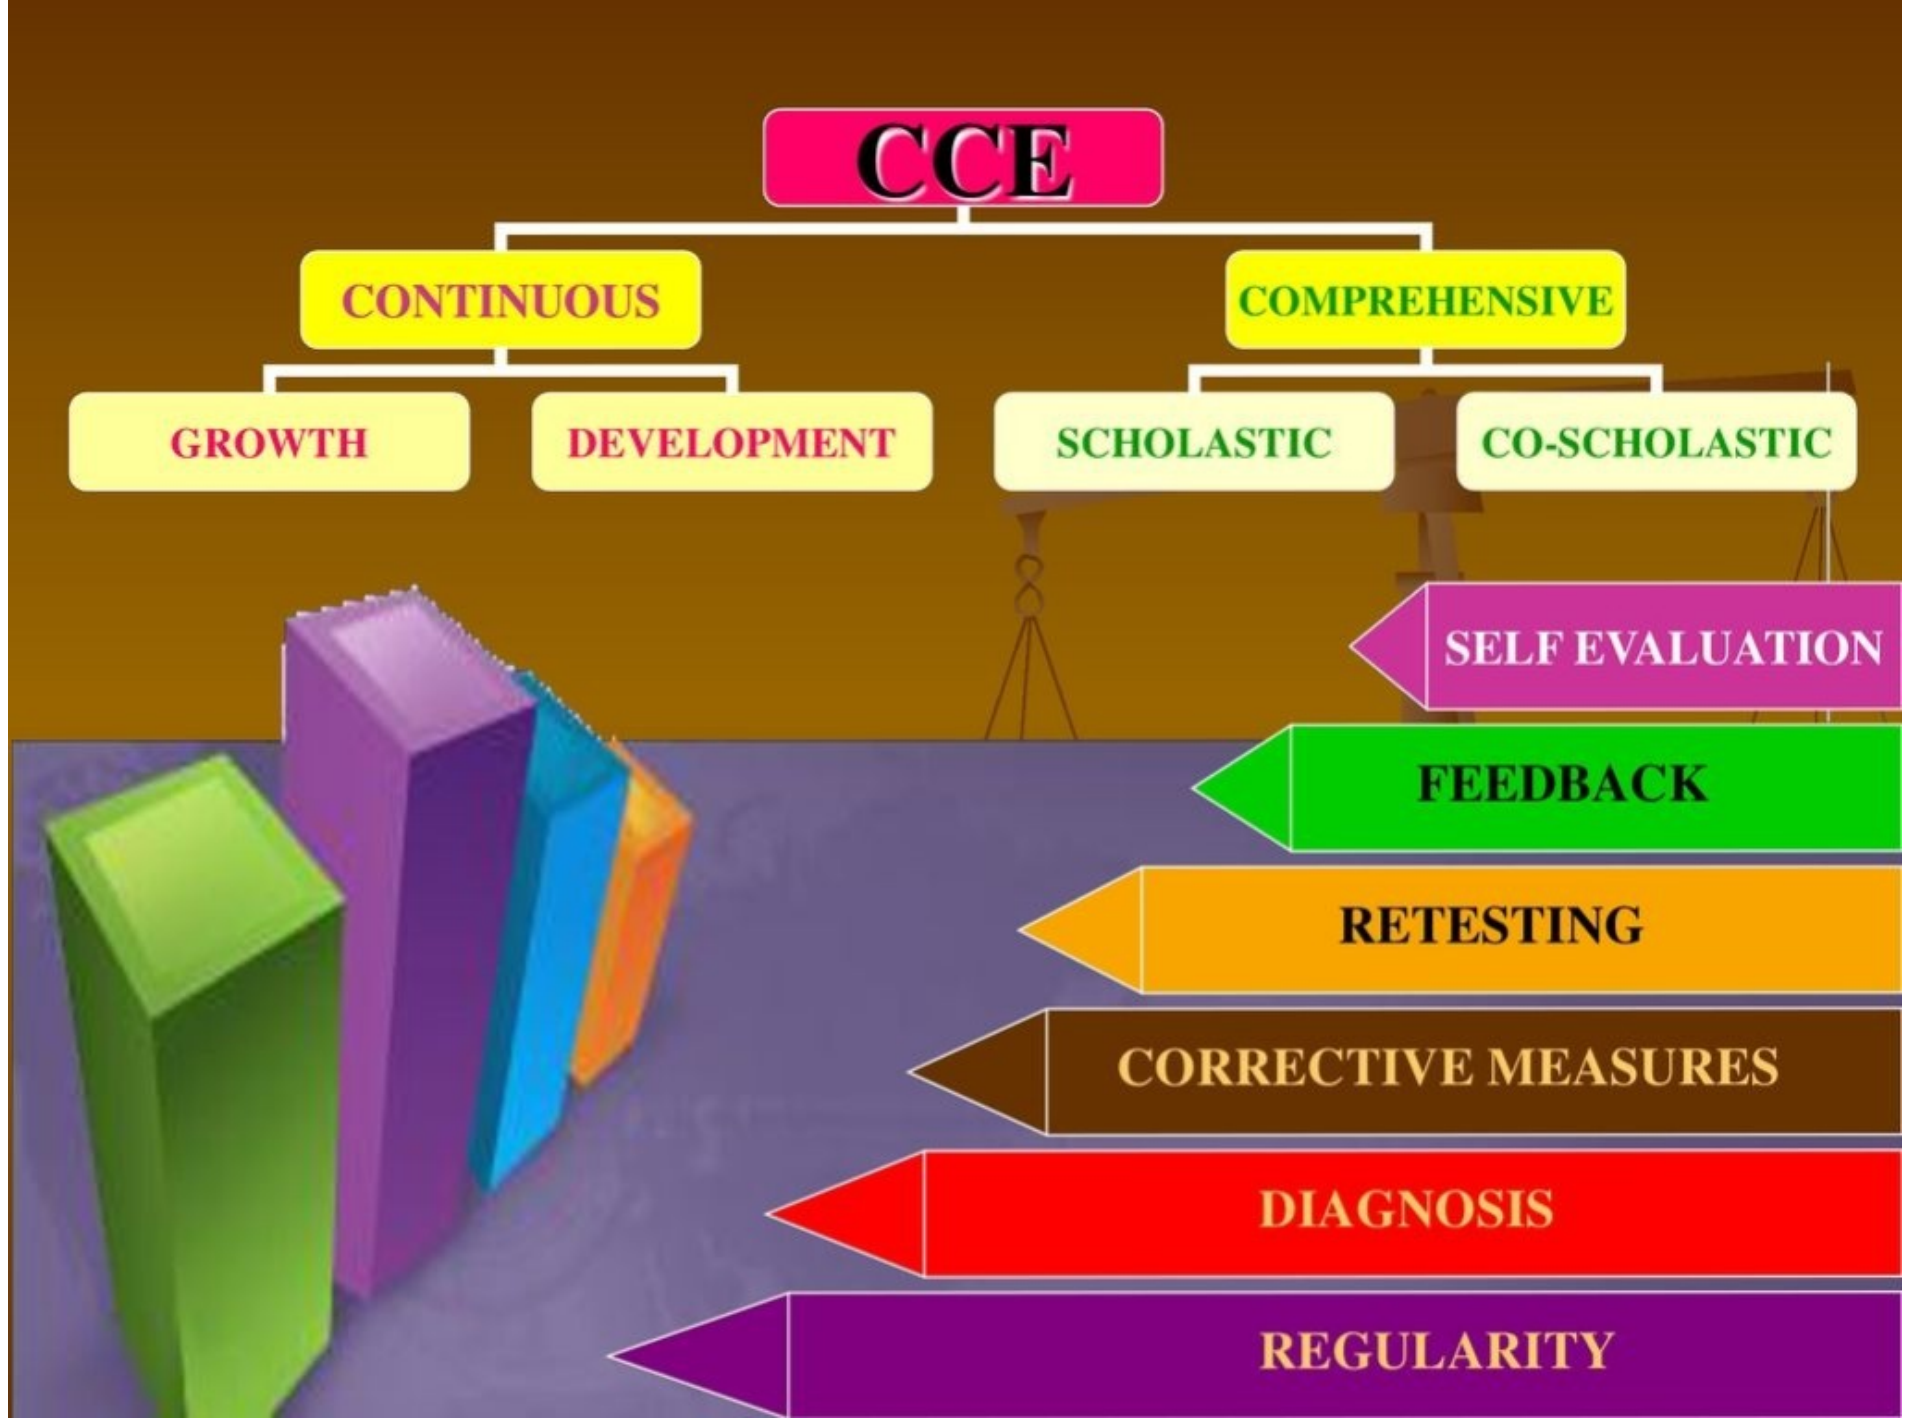 CCE
CONTINUOUS
COMPREHENSIVE
GROWTH
DEVELOPMENT
SCHOLASTIC
CO-SCHOLASTIC
SELF EVALUATION
FEEDBACK
RETESTING
CORRECTIVE MEASURES
DIAGNOSIS
REGULARITY